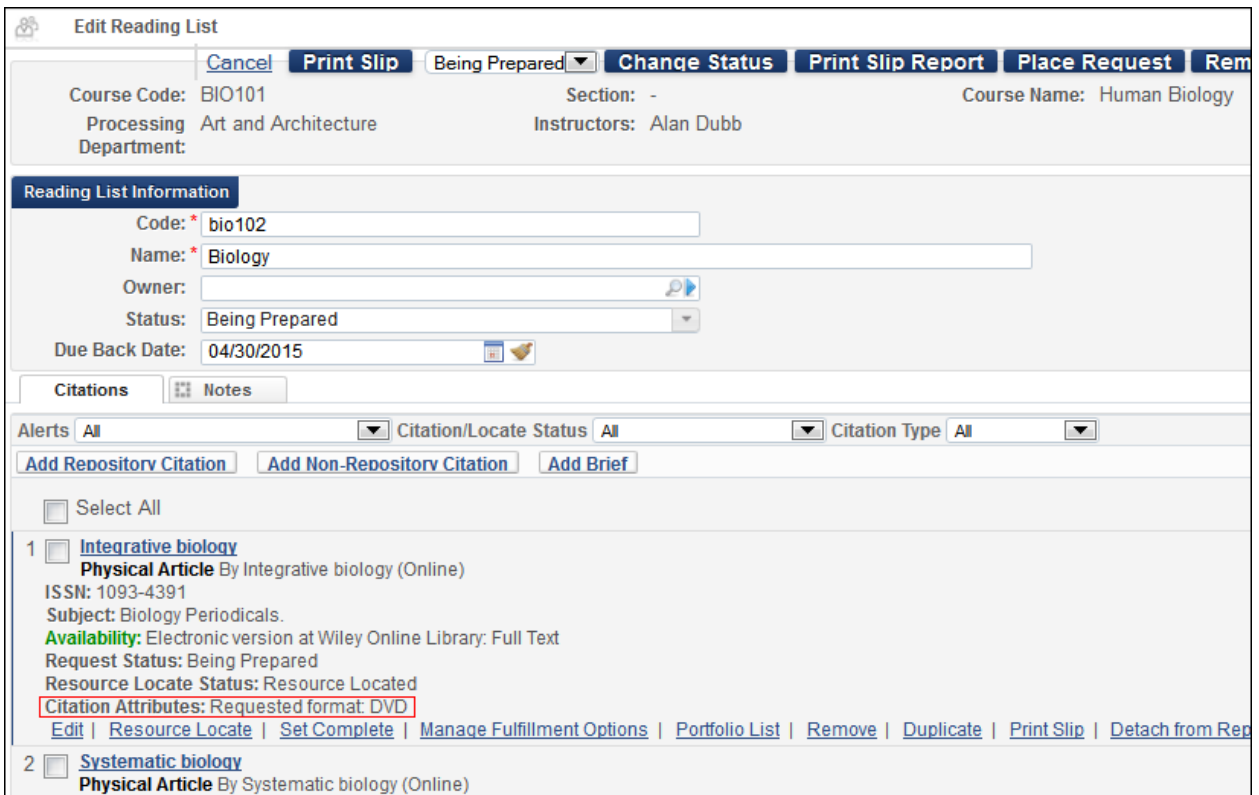 Edit Reading List
Cancel Print Slip Being Prepared Change Status Print Slip Report Place Request Rem
Course Code: BIO101 Section: - Course Name: Human Biology
Processing Department: Art and Architecture Instructors: Alan Dubb
Reading List Information
Code: * bio102
Name: * Biology
Owner:
Status: Being Prepared
Due Back Date: 04/30/2015
Citations Notes
Alerts All Citation/Locate Status All Citation Type All
Add Repository Citation Add Non-Repository Citation Add Brief
Select All
1 Integrative biology
Physical Article By Integrative biology (Online)
ISSN: 1093-4391
Subject: Biology Periodicals.
Availability: Electronic version at Wiley Online Library: Full Text
Request Status: Being Prepared
Resource Locate Status: Resource Located
Citation Attributes: Requested format: DVD
Edit | Resource Locate | Set Complete | Manage Fulfillment Options | Portfolio List | Remove | Duplicate | Print Slip | Detach from Rep
2 Systematic biology
Physical Article By Systematic biology (Online)